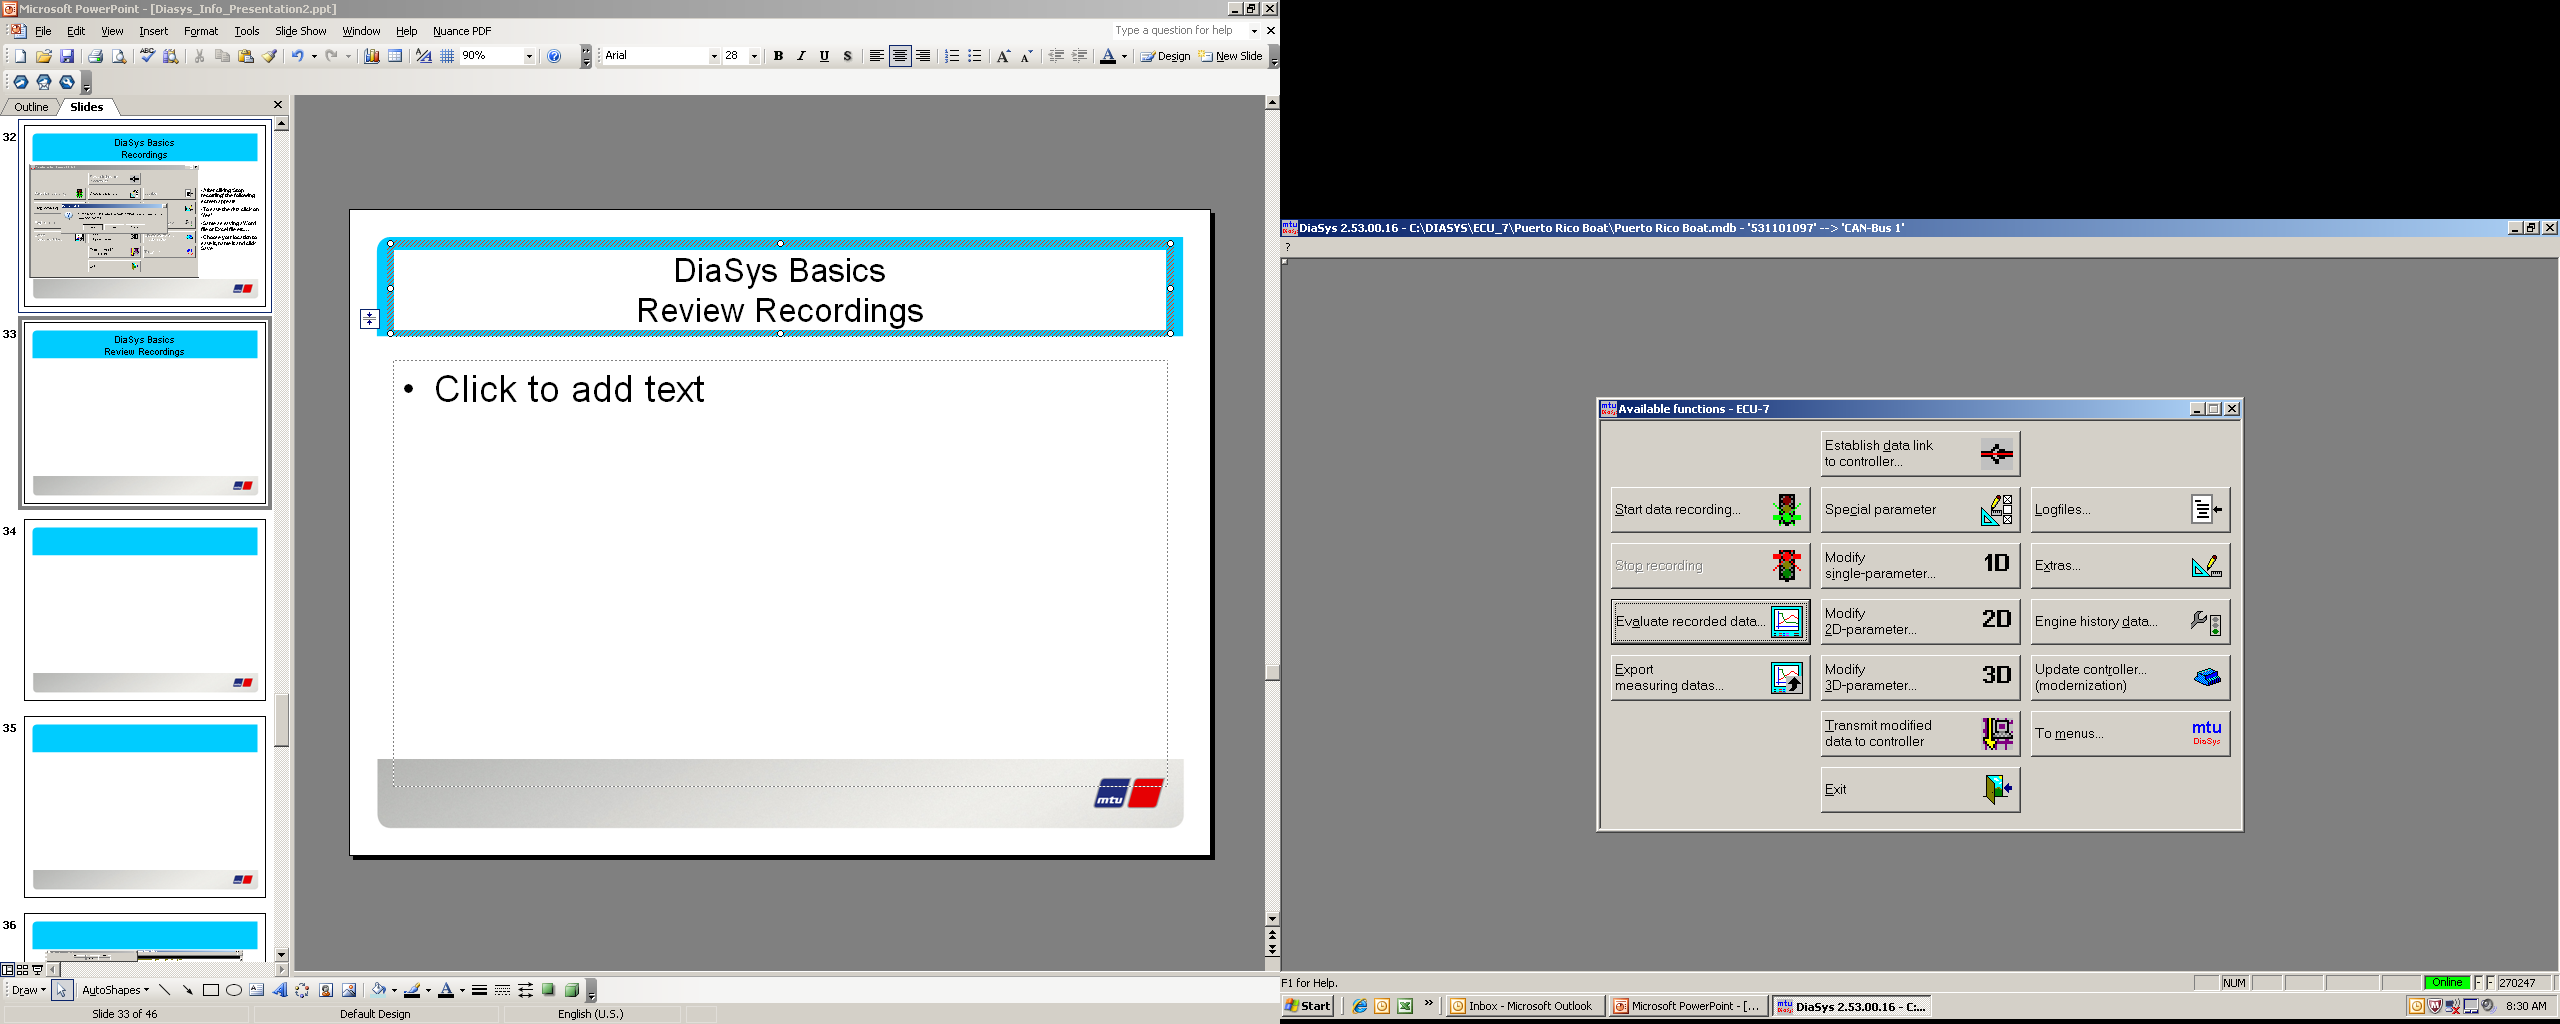 Microsoft PowerPoint - [Diasys_Info_Presentation2.ppt]
File Edit View Insert Format Tools Slide Show Window Help Nuance PDF
Type a question for help
90%
Arial
28
B I U S
Design
New Slide
Outline
Slides
32
DiaSys Basics
Recordings
33
DiaSys Basics
Review Recordings
34
35
36
DiaSys Basics
Review Recordings
• Click to add text
mtu
Draw
AutoShapes
Slide 33 of 46
Default Design
English (U.S.)
DiaSys 2.53.00.16 - C:\DIASYS\ECU_7\Puerto Rico Boat\Puerto Rico Boat.mdb - '531101097' --> 'CAN-Bus 1'
?
Available functions - ECU-7
Establish data link
to controller...
Start data recording...
Special parameter
Logfiles...
Stop recording
Modify
single-parameter...
1D
Extras...
Evaluate recorded data...
Modify
2D-parameter...
2D
Engine history data...
Export
measuring datas...
Modify
3D-parameter...
3D
Update controller...
(modernization)
Transmit modified
data to controller
To menus...
mtu
DiaSys
Exit
F1 for Help.
NUM
Online
- -
270247
Start
»
Inbox - Microsoft Outlook
Microsoft PowerPoint - [...
DiaSys 2.53.00.16 - C:...
8:30 AM